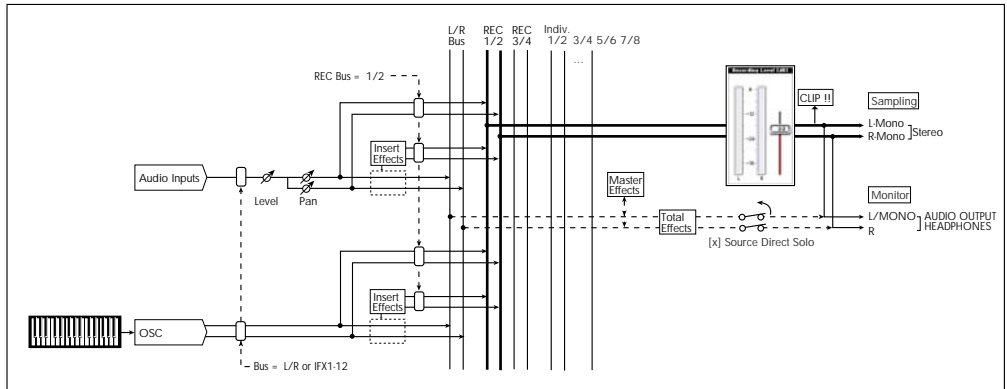 L/R Bus
REC 1/2
REC 3/4
Indiv. 1/2 3/4 5/6 7/8
...
REC Bus = 1/2
CLIP !!
Sampling
L-Mono
R-Mono
Stereo
Insert Effects
Audio Inputs
Level
Pan
Master Effects
Monitor
Total Effects
L/MONO
R
AUDIO OUTPUT
HEADPHONES
[x] Source Direct Solo
Insert Effects
OSC
Bus = L/R or IFX1-12